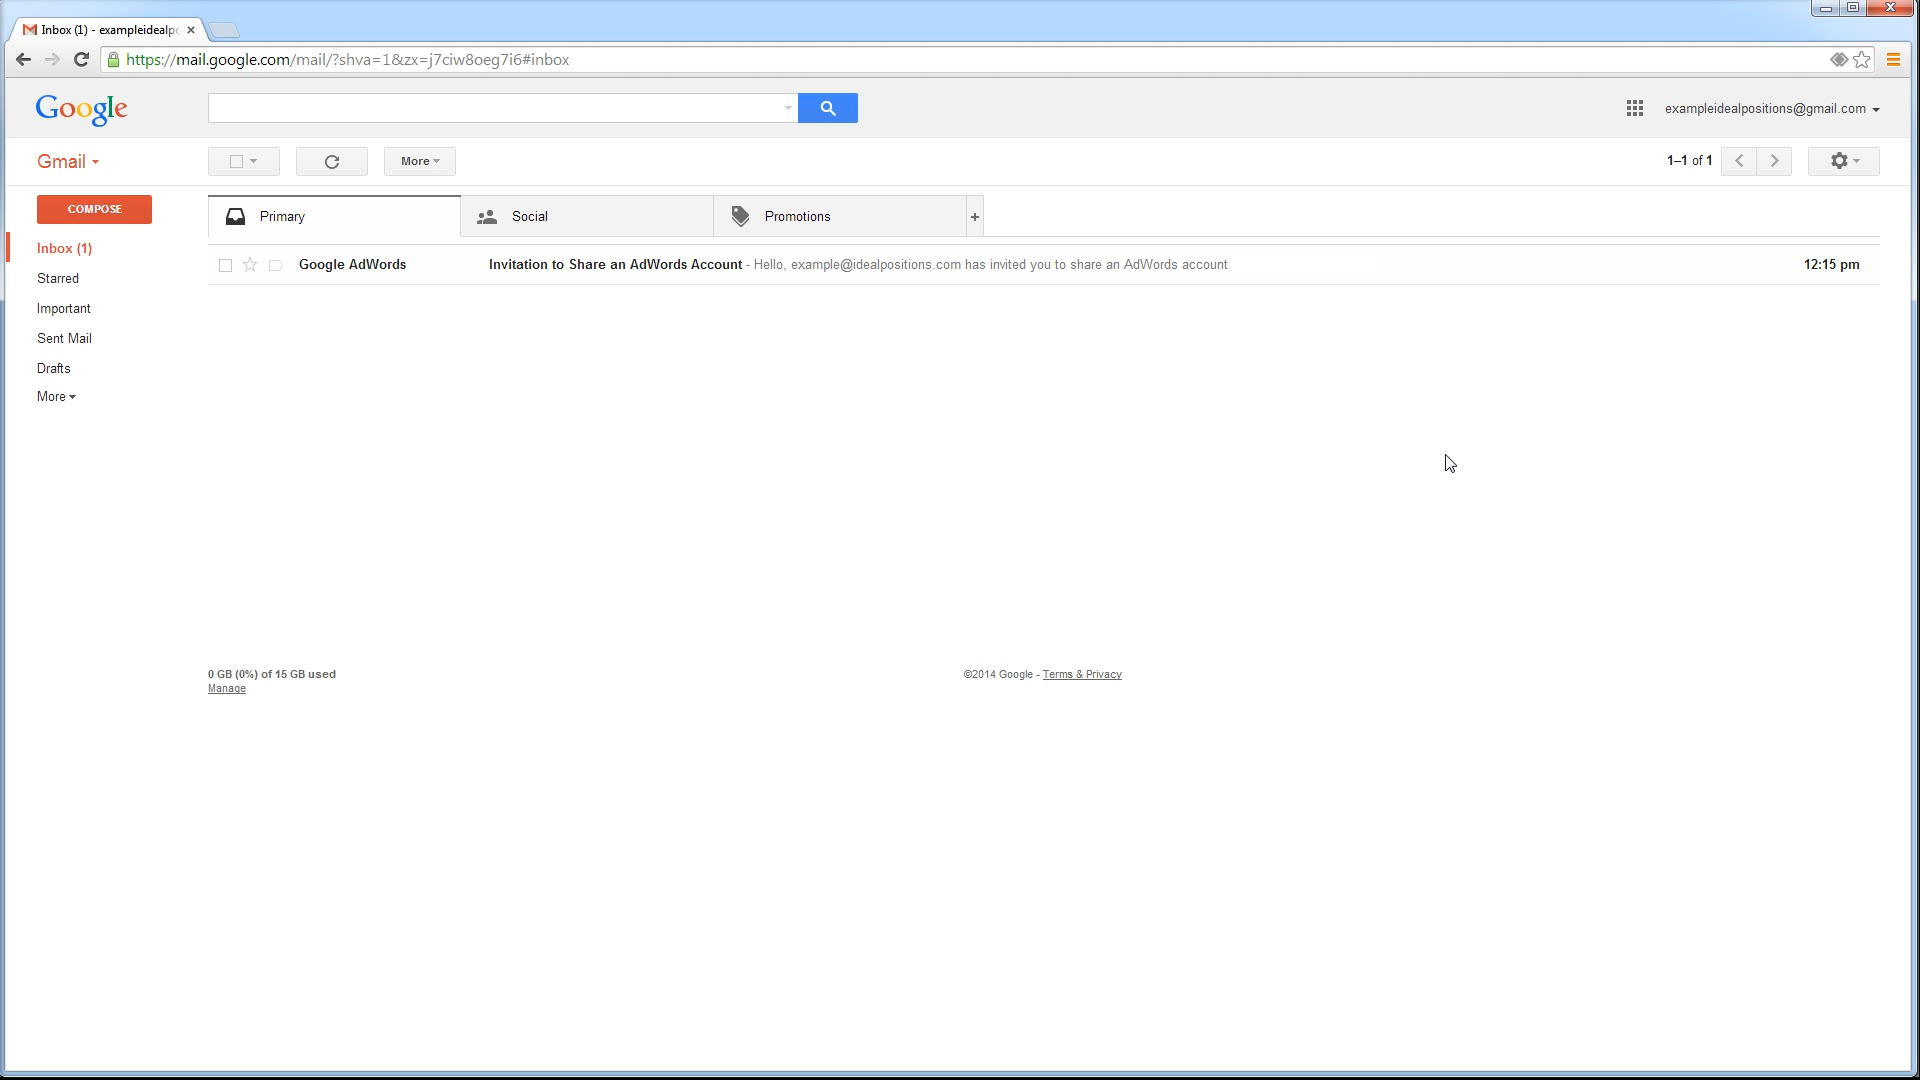 Inbox (1) - exampleidealpo
https://mail.google.com/mail/?shva=1&zx=j7ciw8oeg7i6#inbox
Google
exampleidealpositions@gmail.com
Gmail
More
1–1 of 1
COMPOSE
Primary
Social
Promotions
+
Inbox (1)
Google AdWords Invitation to Share an AdWords Account - Hello, example@idealpositions.com has invited you to share an AdWords account 12:15 pm
Starred
Important
Sent Mail
Drafts
More
0 GB (0%) of 15 GB used
©2014 Google - Terms & Privacy
Manage